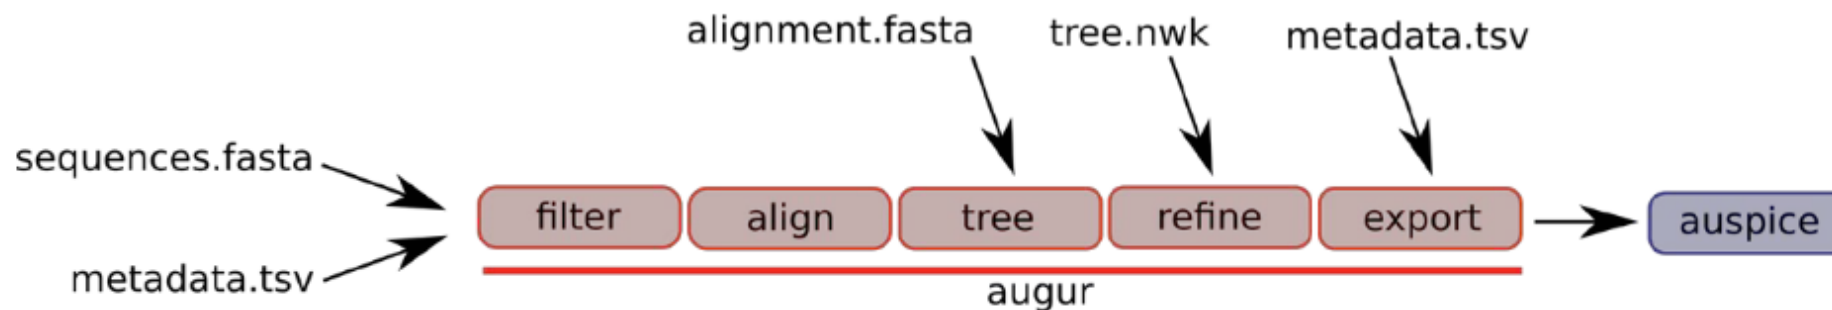 alignment.fasta tree.nwk metadata.tsv
sequences.fasta
filter align tree refine export auspice
metadata.tsv
augur